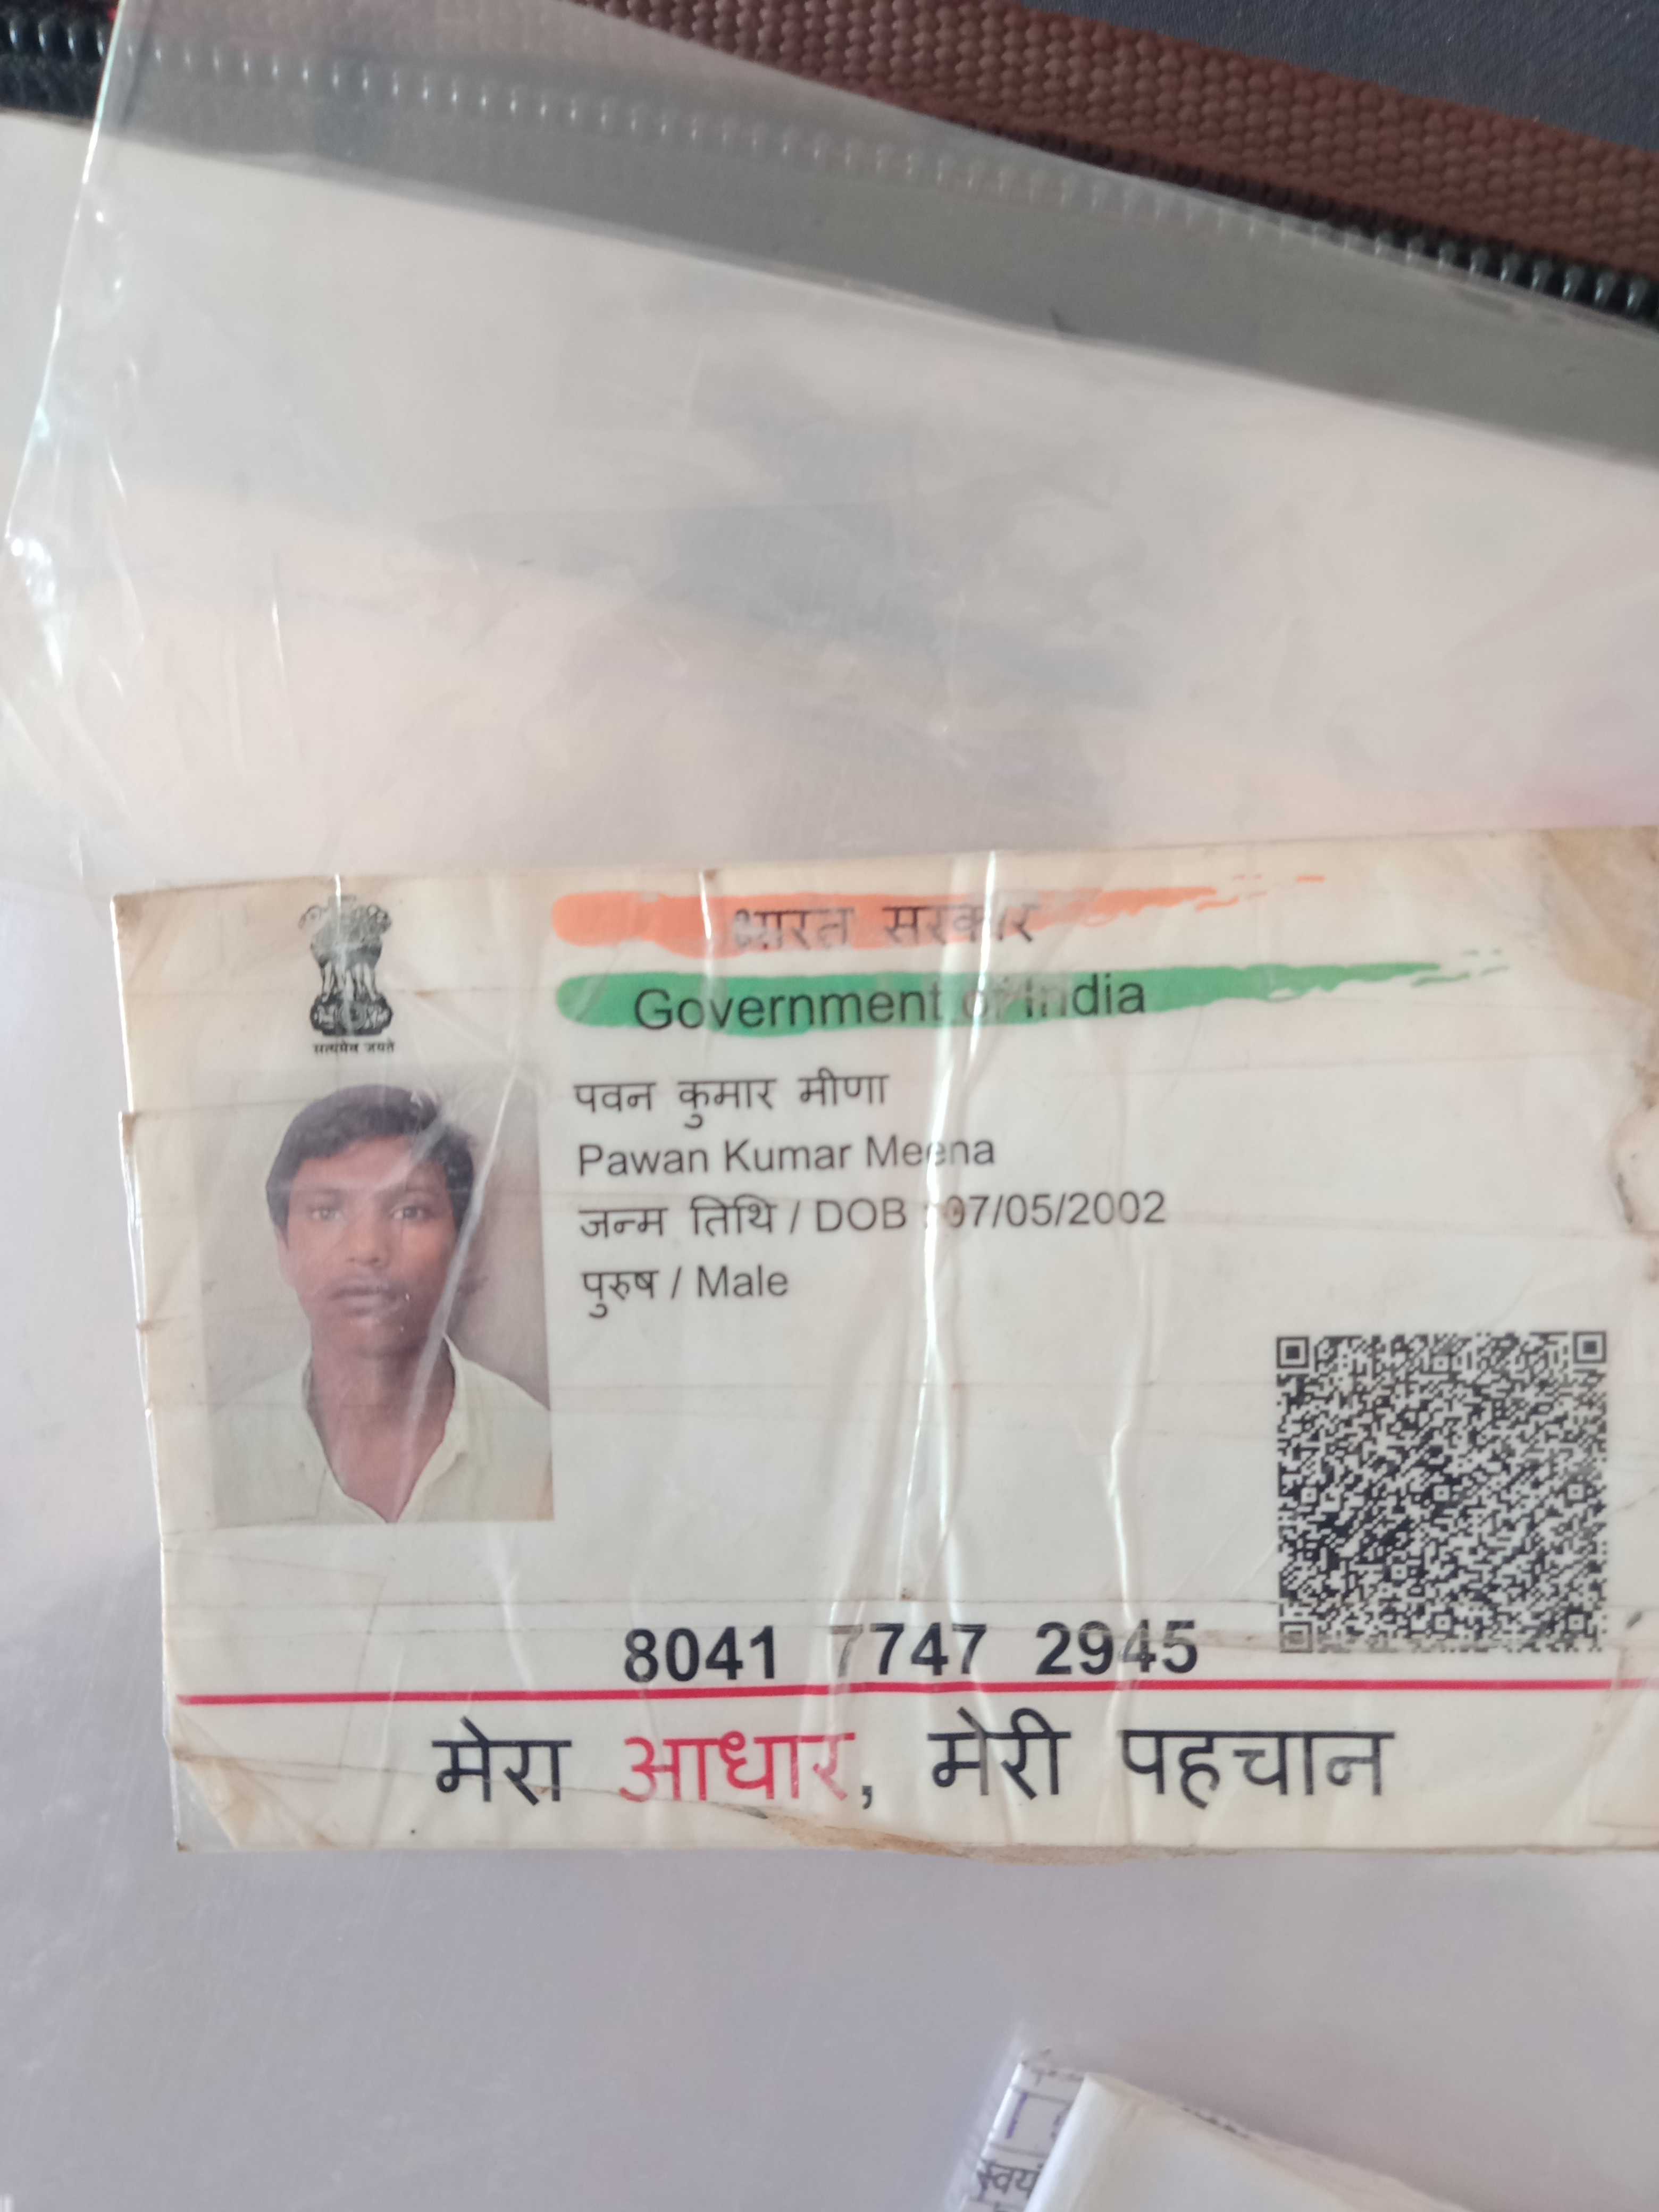 भारत सरकार
Government of India
सत्यमेव जयते
पवन कुमार मीणा
Pawan Kumar Meena
जन्म तिथि / DOB : 07/05/2002
पुरुष / Male
8041 7747 2945
मेरा आधार, मेरी पहचान
स्वयं